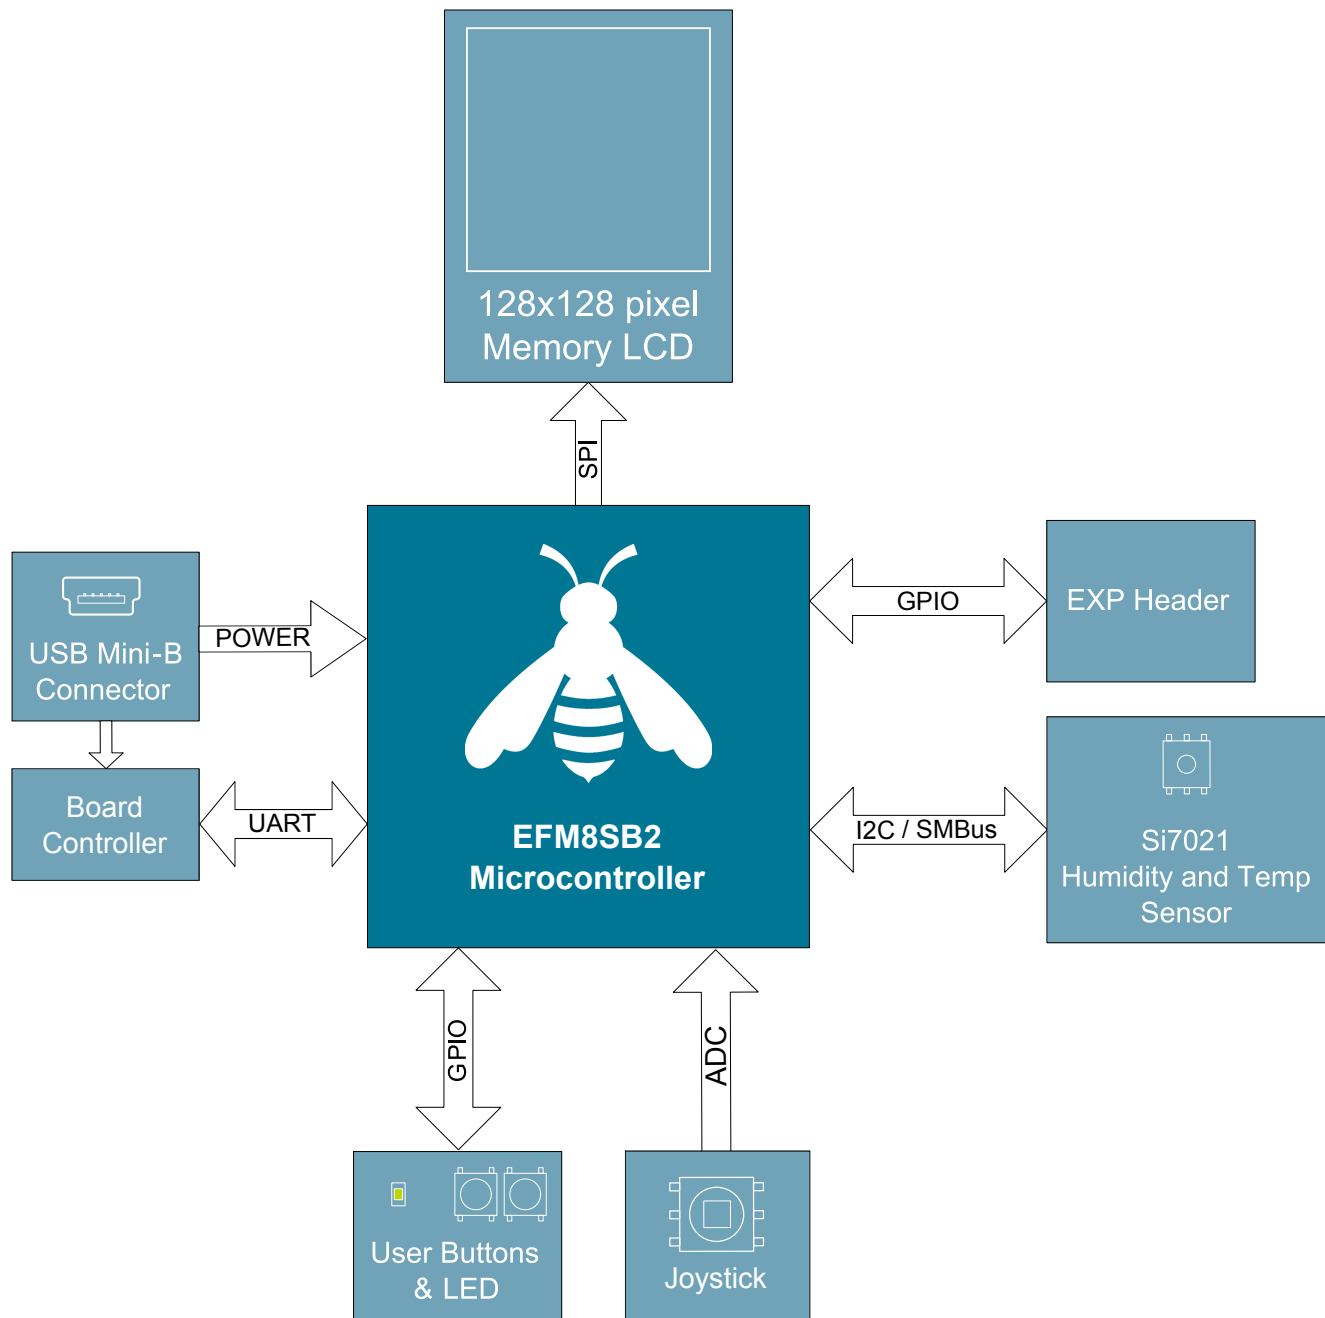 128x128 pixel
Memory LCD
SPI
USB Mini-B
Connector
POWER
GPIO
EXP Header
Board
Controller
UART
EFM8SB2
Microcontroller
I2C / SMBus
Si7021
Humidity and Temp
Sensor
GPIO
ADC
User Buttons
& LED
Joystick